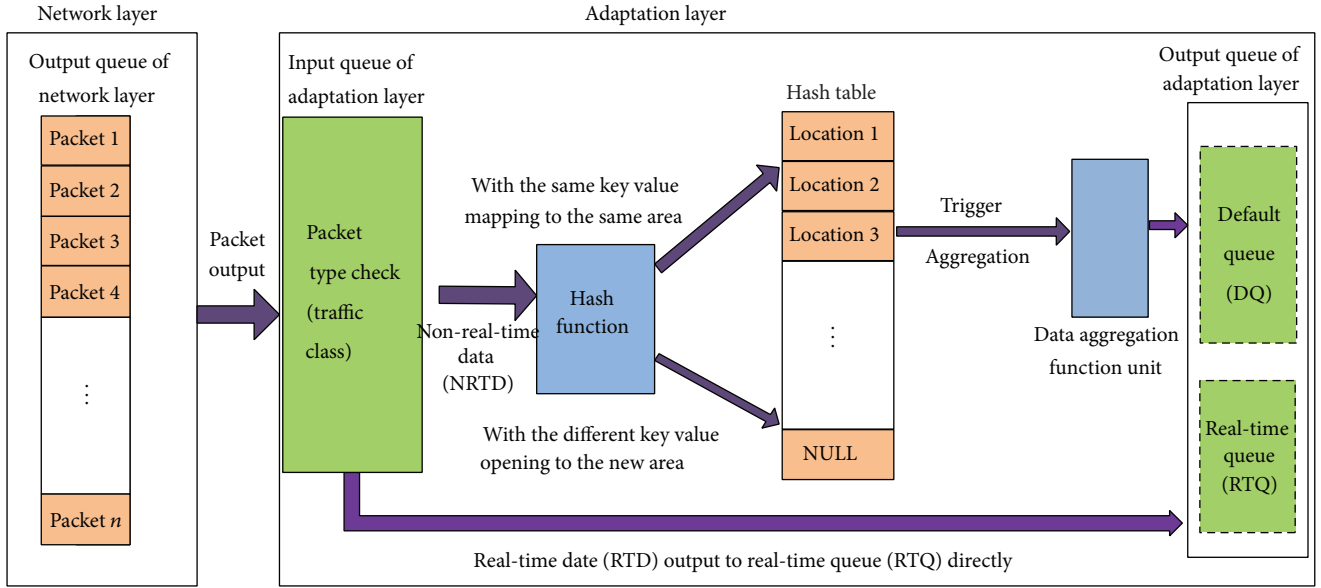 Network layer
Output queue of
network layer
Packet 1
Packet 2
Packet 3
Packet 4
⋮
Packet n
Packet
output
Adaptation layer
Input queue of
adaptation layer
Packet
type check
(traffic
class)
Non-real-time
data
(NRTD)
With the same key value
mapping to the same area
Hash
function
With the different key value
opening to the new area
Hash table
Location 1
Location 2
Location 3
⋮
NULL
Trigger
Aggregation
Data aggregation
function unit
Output queue of
adaptation layer
Default
queue
(DQ)
Real-time
queue
(RTQ)
Real-time date (RTD) output to real-time queue (RTQ) directly